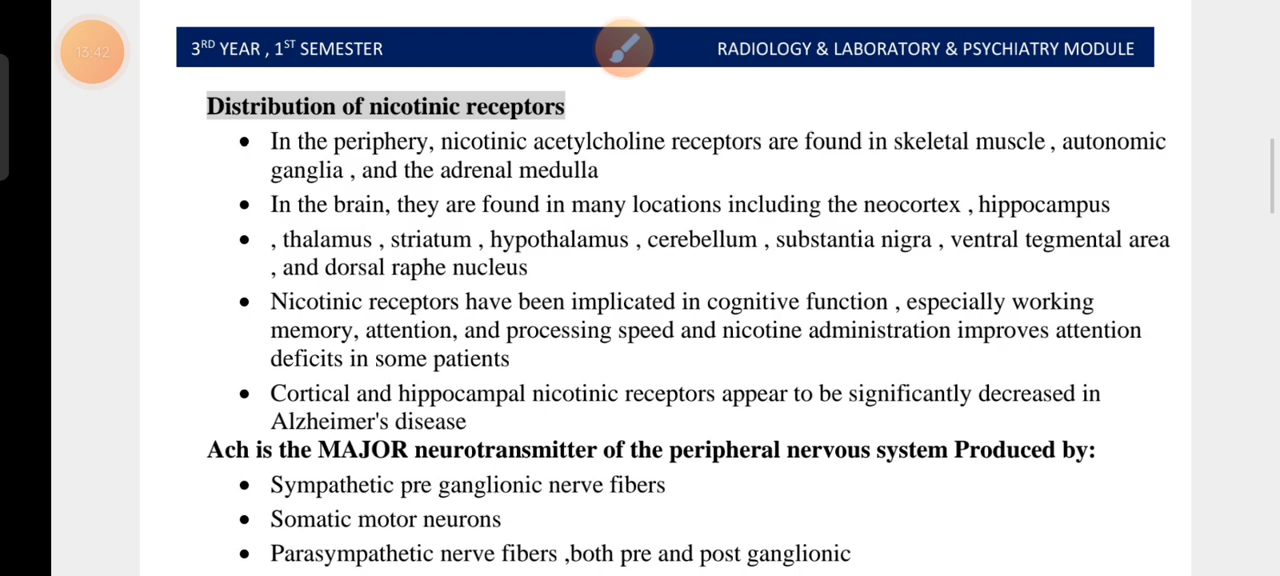 13:42
3RD YEAR , 1ST SEMESTER
RADIOLOGY & LABORATORY & PSYCHIATRY MODULE
Distribution of nicotinic receptors
• In the periphery, nicotinic acetylcholine receptors are found in skeletal muscle , autonomic
ganglia , and the adrenal medulla
• In the brain, they are found in many locations including the neocortex , hippocampus
• , thalamus , striatum , hypothalamus , cerebellum , substantia nigra , ventral tegmental area
, and dorsal raphe nucleus
• Nicotinic receptors have been implicated in cognitive function , especially working
memory, attention, and processing speed and nicotine administration improves attention
deficits in some patients
• Cortical and hippocampal nicotinic receptors appear to be significantly decreased in
Alzheimer's disease
Ach is the MAJOR neurotransmitter of the peripheral nervous system Produced by:
• Sympathetic pre ganglionic nerve fibers
• Somatic motor neurons
• Parasympathetic nerve fibers ,both pre and post ganglionic